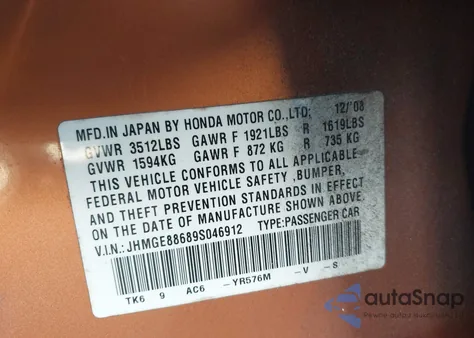 MFD.IN JAPAN BY HONDA MOTOR CO.,LTD. 12/'08
GVWR 3512LBS GAWR F 1921LBS R 1619LBS
GVWR 1594KG GAWR F 872 KG R 735 KG
THIS VEHICLE CONFORMS TO ALL APPLICABLE
FEDERAL MOTOR VEHICLE SAFETY ,BUMPER,
AND THEFT PREVENTION STANDARDS IN EFFECT
ON THE DATE OF MANUFACTURE SHOWN ABOVE.
V.I.N.: JHMGE88689S046912 TYPE:PASSENGER CAR
TK6 9 AC6 -YR576M -V -S
autoSnap